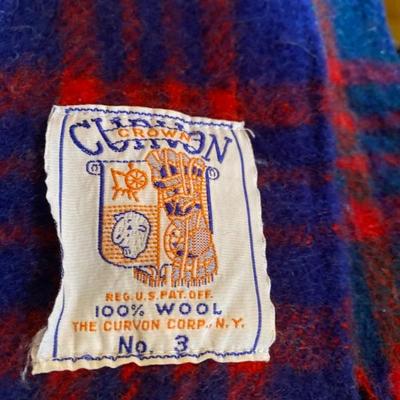 CURVON
CROWN
REG. U.S. PAT. OFF.
100% WOOL
THE CURVON CORP., N.Y.
No. 3